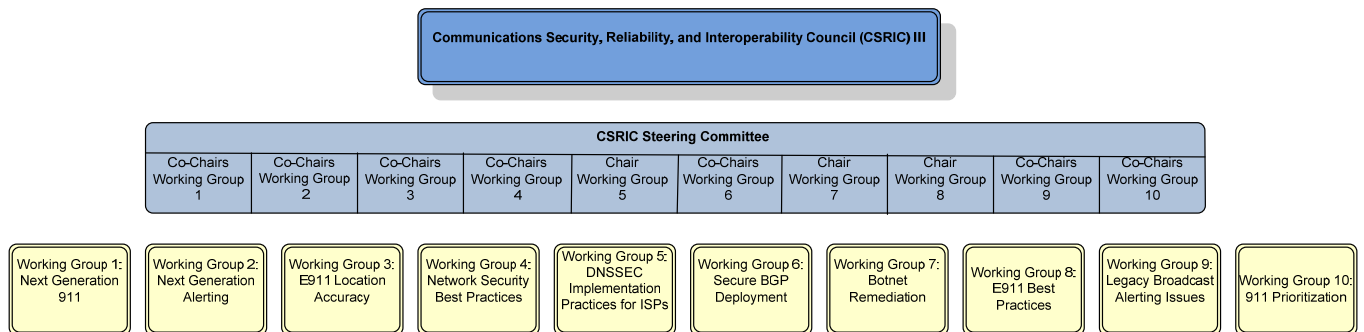 Communications Security, Reliability, and Interoperability Council (CSRIC) III
CSRIC Steering Committee
Co-Chairs
Working Group
1
Co-Chairs
Working Group
2
Co-Chairs
Working Group
3
Co-Chairs
Working Group
4
Chair
Working Group
5
Co-Chairs
Working Group
6
Chair
Working Group
7
Chair
Working Group
8
Co-Chairs
Working Group
9
Co-Chairs
Working Group
10
Working Group 1:
Next Generation
911
Working Group 2:
Next Generation
Alerting
Working Group 3:
E911 Location
Accuracy
Working Group 4:
Network Security
Best Practices
Working Group 5:
DNSSEC
Implementation
Practices for ISPs
Working Group 6:
Secure BGP
Deployment
Working Group 7:
Botnet
Remediation
Working Group 8:
E911 Best
Practices
Working Group 9:
Legacy Broadcast
Alerting Issues
Working Group 10:
911 Prioritization